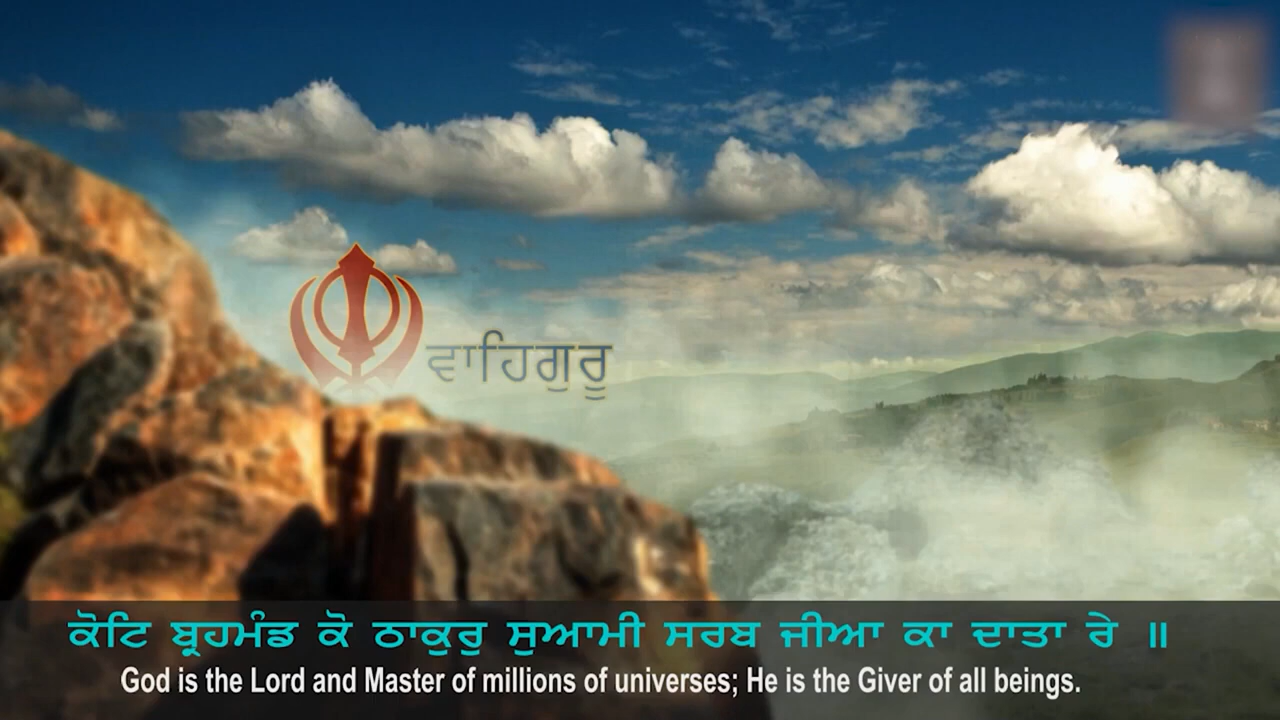 ਵਾਹਿਗੁਰੂ
ਕੋਟਿ ਬ੍ਰਹਮੰਡ ਕੋ ਠਾਕੁਰੁ ਸੁਆਮੀ ਸਰਬ ਜੀਆ ਕਾ ਦਾਤਾ ਰੇ ॥
God is the Lord and Master of millions of universes; He is the Giver of all beings.